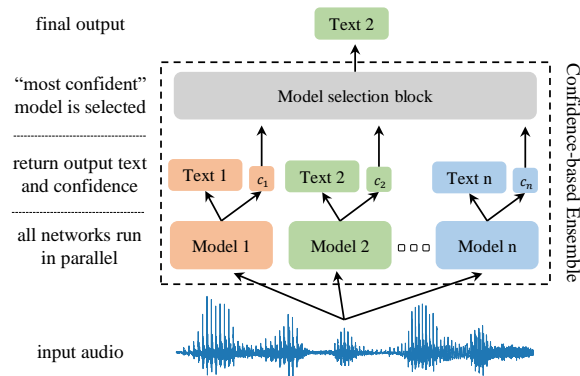 final output
Text 2
"most confident"
model is selected
Model selection block
return output text
and confidence
Text 1
c₁
Text 2
c₂
Text n
cₙ
all networks run
in parallel
Model 1
Model 2
Model n
input audio
Confidence-based Ensemble